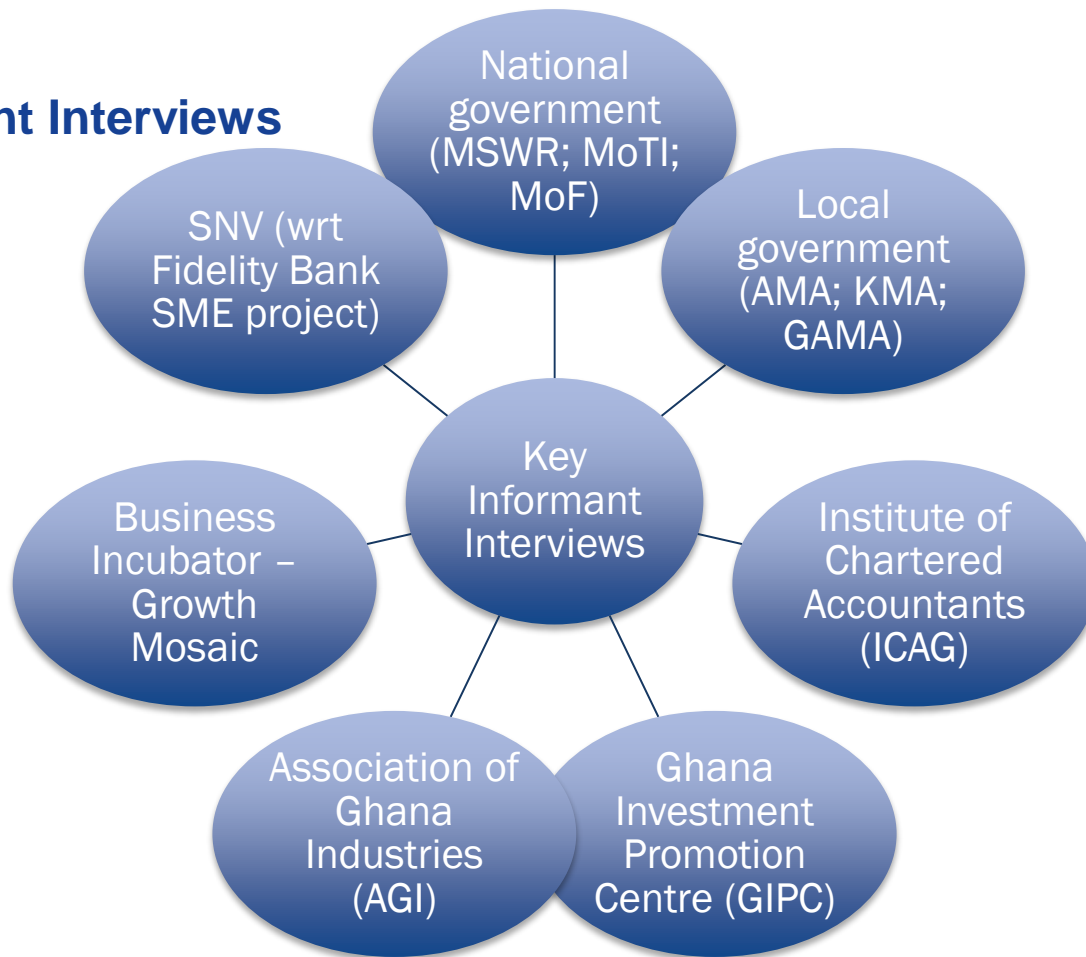 nt Interviews
National
government
(MSWR; MoTI;
MoF)
Local
government
(AMA; KMA;
GAMA)
Institute of
Chartered
Accountants
(ICAG)
Ghana
Investment
Promotion
Centre (GIPC)
Association of
Ghana
Industries
(AGI)
Business
Incubator –
Growth
Mosaic
SNV (wrt
Fidelity Bank
SME project)
Key
Informant
Interviews